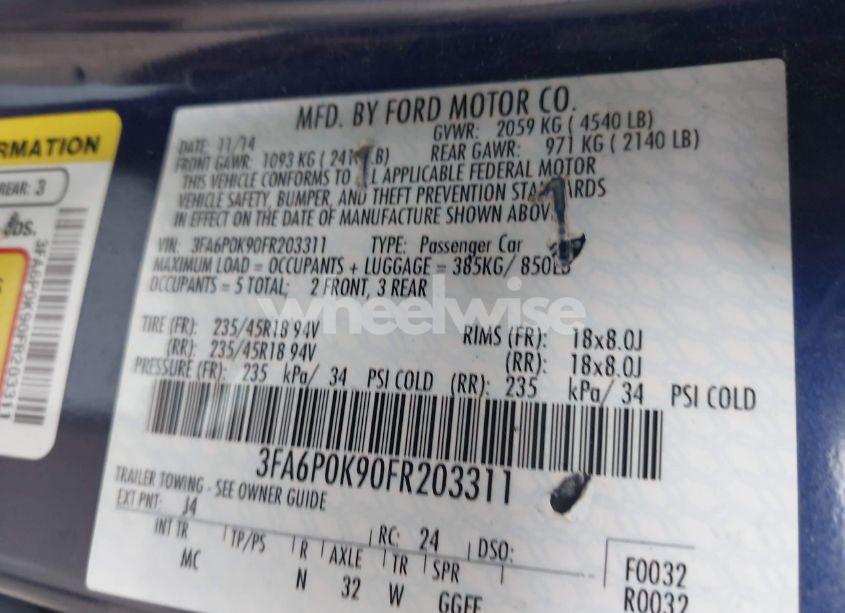 MFD. BY FORD MOTOR CO.
DATE: 11/14 GVWR: 2059 KG ( 4540 LB)
FRONT GAWR: 1093 KG ( LB) REAR GAWR: 971 KG ( 2140 LB)
THIS VEHICLE CONFORMS TO APPLICABLE FEDERAL MOTOR
VEHICLE SAFETY, BUMPER, AND THEFT PREVENTION
IN EFFECT ON THE DATE OF MANUFACTURE SHOWN ABOVE
VIN: 3FA6P0K90FR203311 TYPE: Passenger Car
MAXIMUM LOAD = OCCUPANTS + LUGGAGE = 385KG/ 850LB
OCCUPANTS = 5 TOTAL: 2 FRONT, 3 REAR
wheelwise
TIRE (FR): 235/45R18 94V RIMS (FR): 18x8.0J
(RR): 235/45R18 94V (RR): 18x8.0J
PRESSURE (FR): 235 kPa/ 34 PSI COLD (RR): 235 kPa/ 34 PSI COLD
3FA6P0K90FR203311
TRAILER TOWING - SEE OWNER GUIDE
EXT PNT: J4 RC: 24 DSO:
INT TR TP/PS R AXLE TR SPR F0032
MC N 32 W GGFF R0032
RMATION
REAR: 3
lbs.
3FA6P0K90FR203311